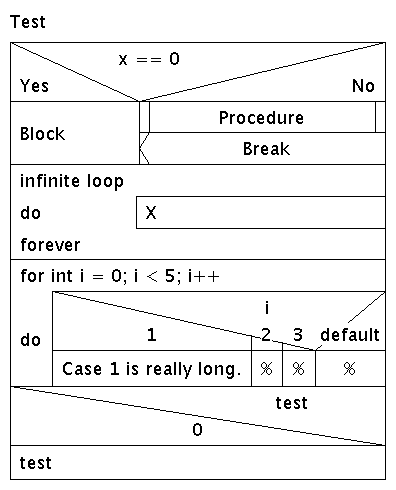 Test
x == 0
Yes No
Procedure
Block
Break
infinite loop
do X
forever
for int i = 0; i < 5; i++
i
1 2 3 default
do
Case 1 is really long. % % %
test
0
test